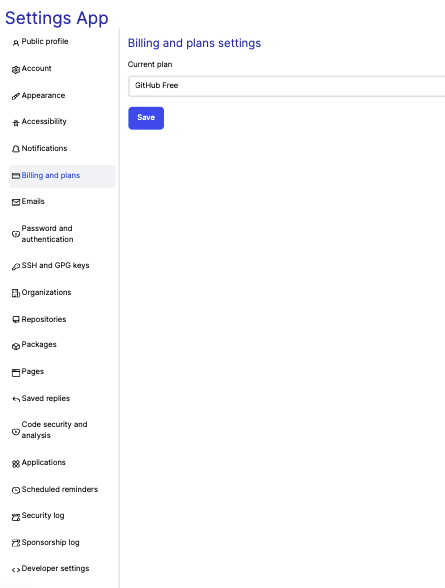 Settings App
Public profile
Account
Appearance
Accessibility
Notifications
Billing and plans
Emails
Password and
authentication
SSH and GPG keys
Organizations
Repositories
Packages
Pages
Saved replies
Code security and
analysis
Applications
Scheduled reminders
Security log
Sponsorship log
Developer settings
Billing and plans settings
Current plan
GitHub Free
Save